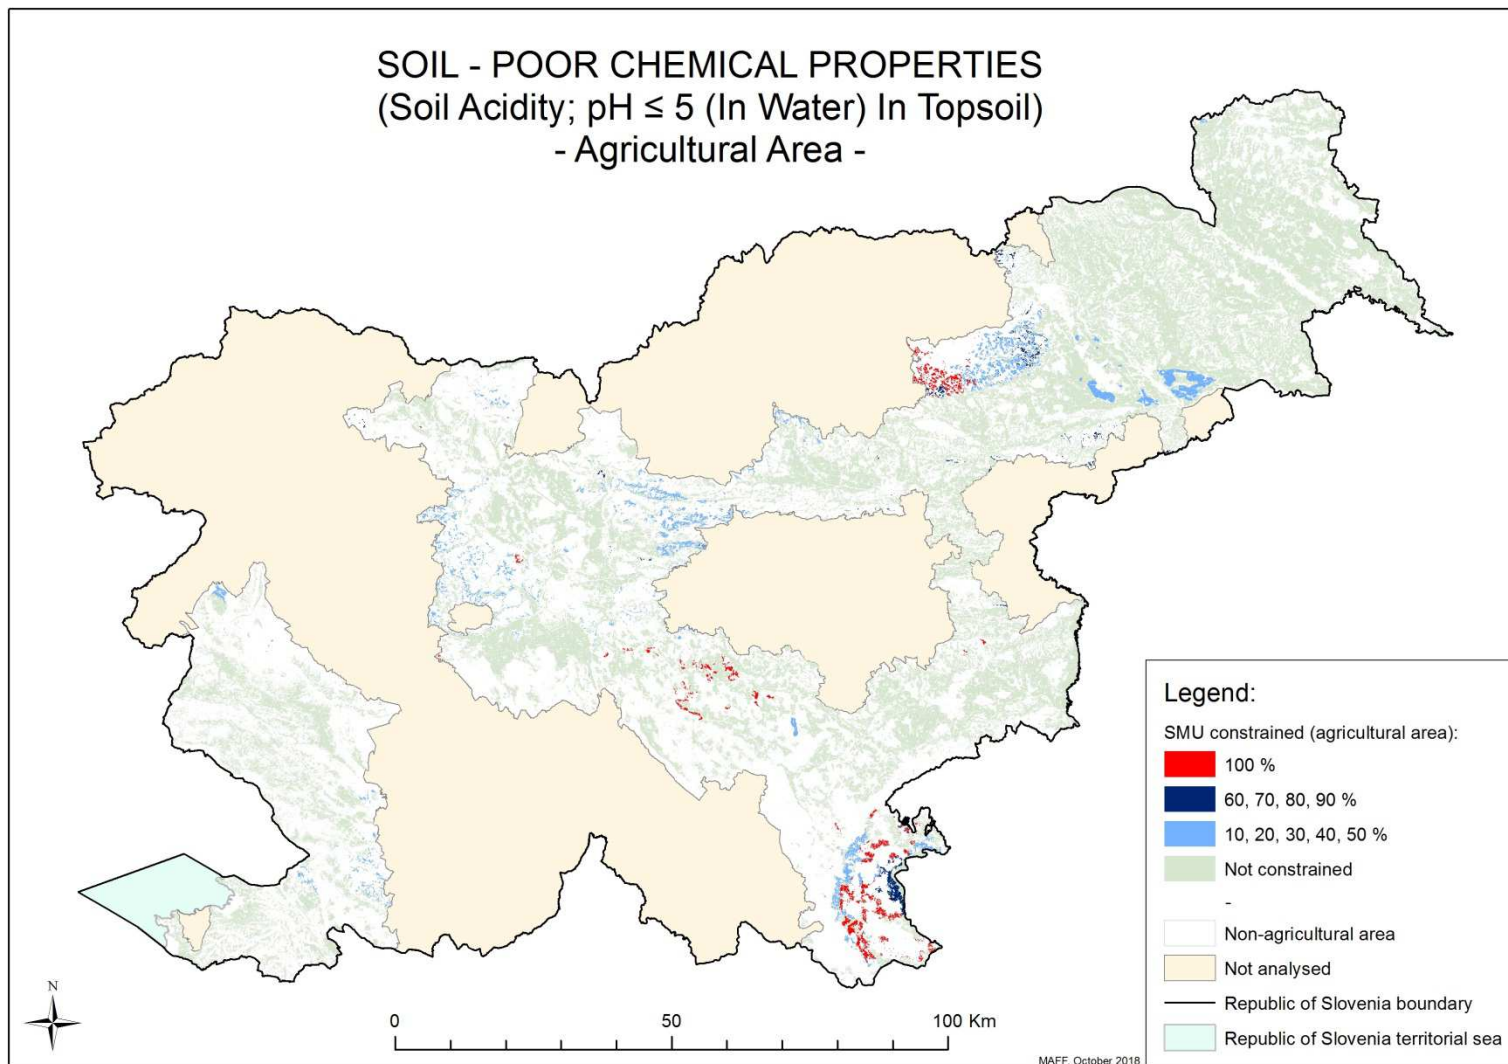 SOIL - POOR CHEMICAL PROPERTIES
(Soil Acidity; pH ≤ 5 (In Water) In Topsoil)
- Agricultural Area -
Legend:
SMU constrained (agricultural area):
100 %
60, 70, 80, 90 %
10, 20, 30, 40, 50 %
Not constrained
-
Non-agricultural area
Not analysed
Republic of Slovenia boundary
Republic of Slovenia territorial sea
N
0 50 100 Km
MAFF, October 2018